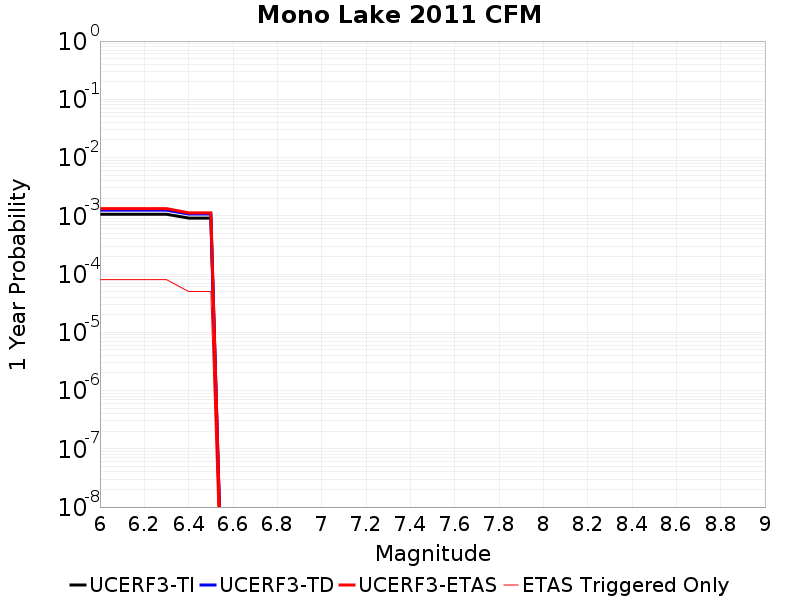 Mono Lake 2011 CFM
1 Year Probability
10^0
10^-1
10^-2
10^-3
10^-4
10^-5
10^-6
10^-7
10^-8
6 6.2 6.4 6.6 6.8 7 7.2 7.4 7.6 7.8 8 8.2 8.4 8.6 8.8 9
Magnitude
UCERF3-TI UCERF3-TD UCERF3-ETAS ETAS Triggered Only